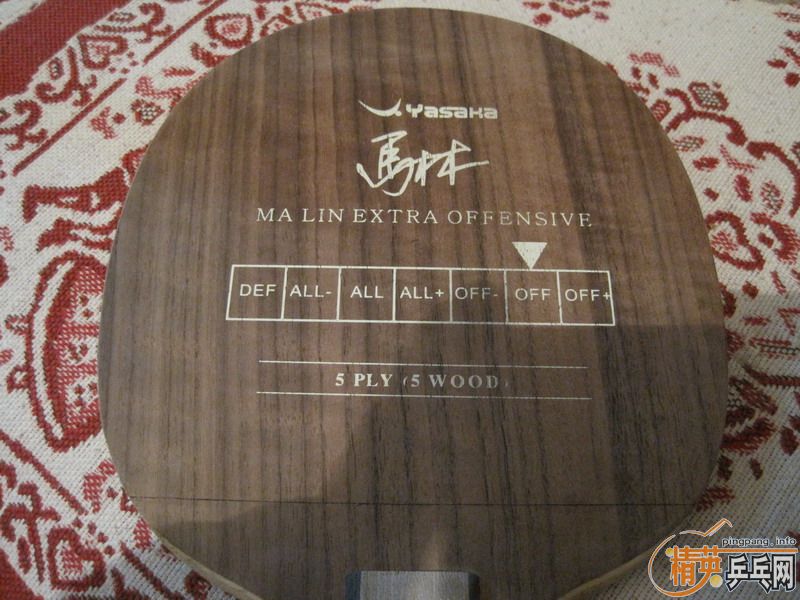 Yasaka
馬林
MA LIN EXTRA OFFENSIVE
DEF ALL- ALL ALL+ OFF- OFF OFF+
5 PLY (5 WOOD)
pingpang.info
精英乒乓网